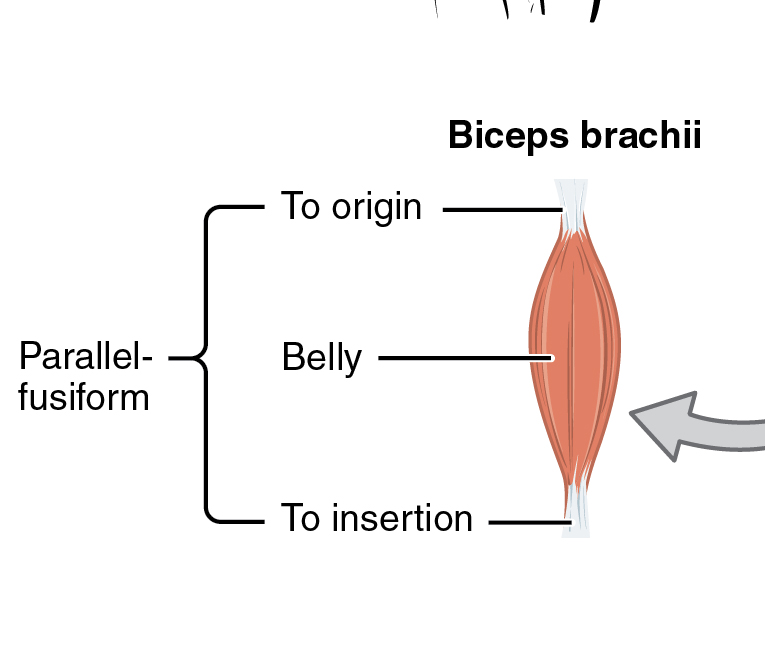 Biceps brachii
To origin
Belly
Parallel-
fusiform
To insertion